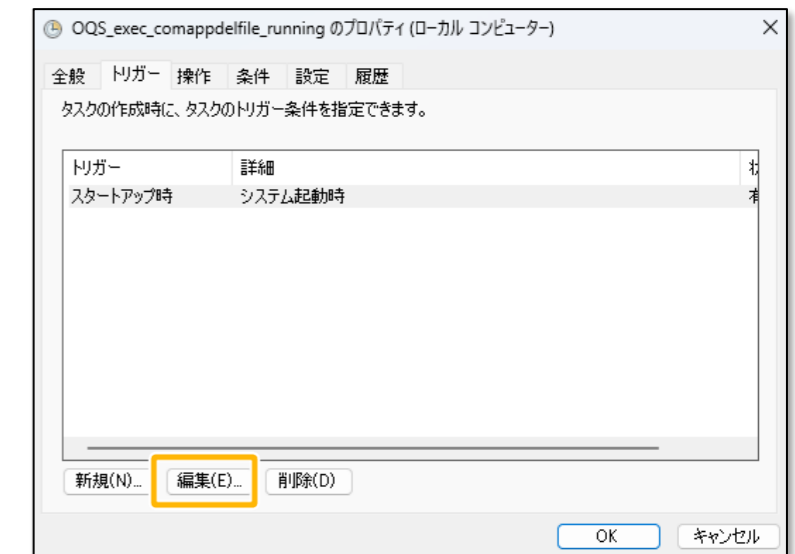 OQS_exec_comappdelfile_running のプロパティ (ローカル コンピューター)
全般 トリガー 操作 条件 設定 履歴
タスクの作成時に、タスクのトリガー条件を指定できます。
トリガー 詳細
スタートアップ時 システム起動時
新規(N)... 編集(E)... 削除(D)
OK キャンセル